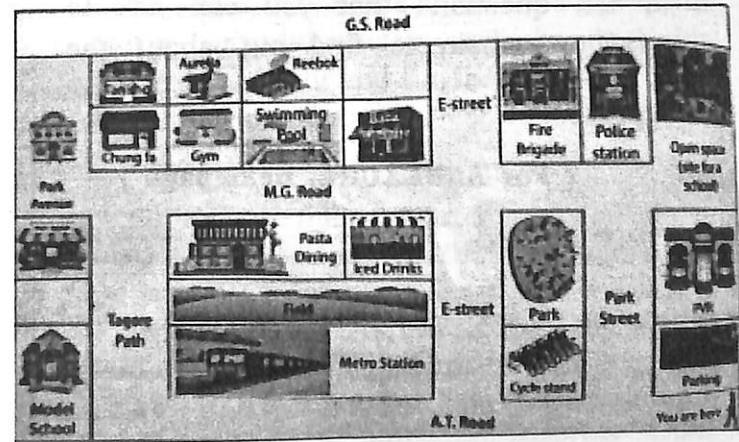 G.S. Road
Tanishq
Aurelia
Reebok
E-street
Chung fa
Gym
Swimming
Pool
Fire
Brigade
Police
station
Open space
(site for a
school)
Park
Avenue
M.G. Road
Pasta
Dining
Iced Drinks
Field
Tagore
Path
E-street
Park
Park
Street
PVR
Metro Station
Cycle stand
Parking
Model
School
A.T. Road
You are here